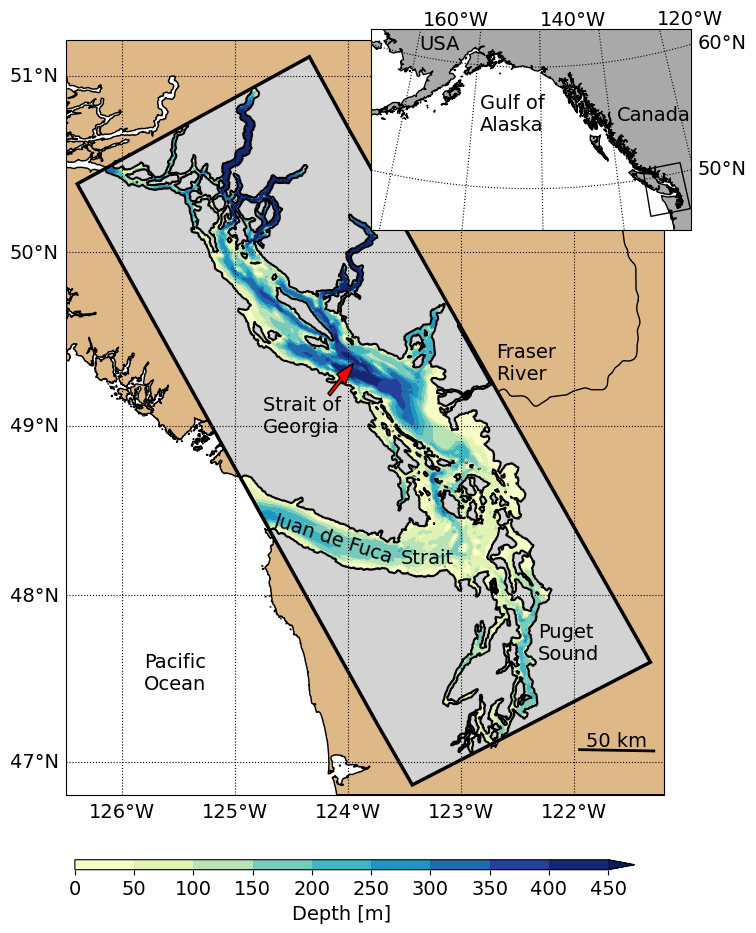 160°W 140°W 120°W
60°N
50°N
USA
Gulf of
Alaska
Canada
51°N
50°N
49°N
48°N
47°N
Fraser
River
Strait of
Georgia
Juan de Fuca Strait
Puget
Sound
Pacific
Ocean
50 km
126°W 125°W 124°W 123°W 122°W
0 50 100 150 200 250 300 350 400 450
Depth [m]